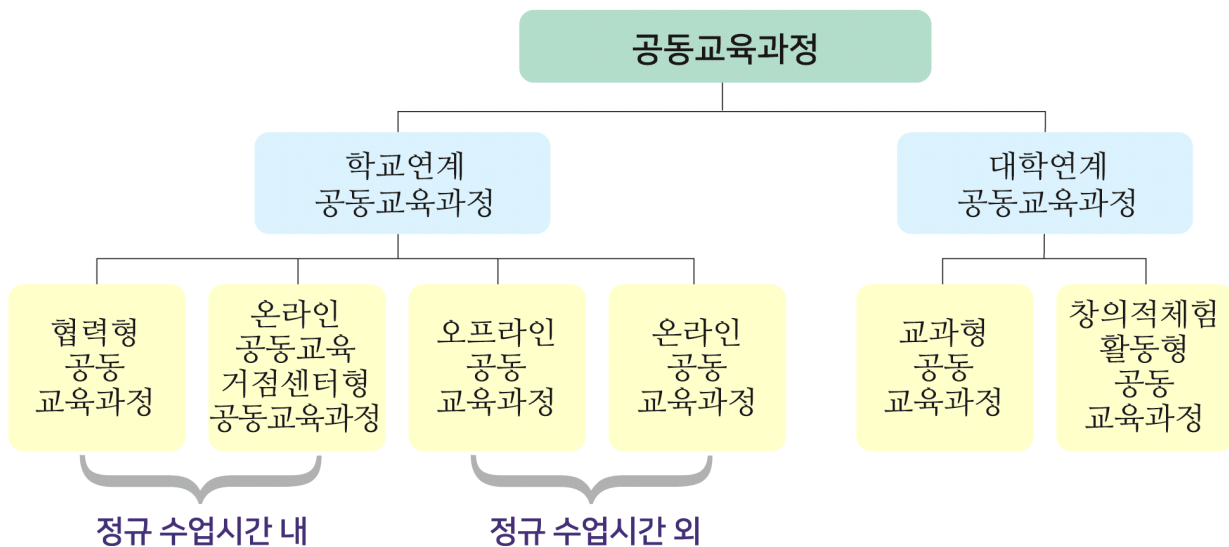 공동교육과정
학교연계
공동교육과정
대학연계
공동교육과정
협력형
공동
교육과정
온라인
공동교육
거점센터형
공동교육과정
오프라인
공동
교육과정
온라인
공동
교육과정
교과형
공동
교육과정
창의적체험
활동형
공동
교육과정
정규 수업시간 내
정규 수업시간 외